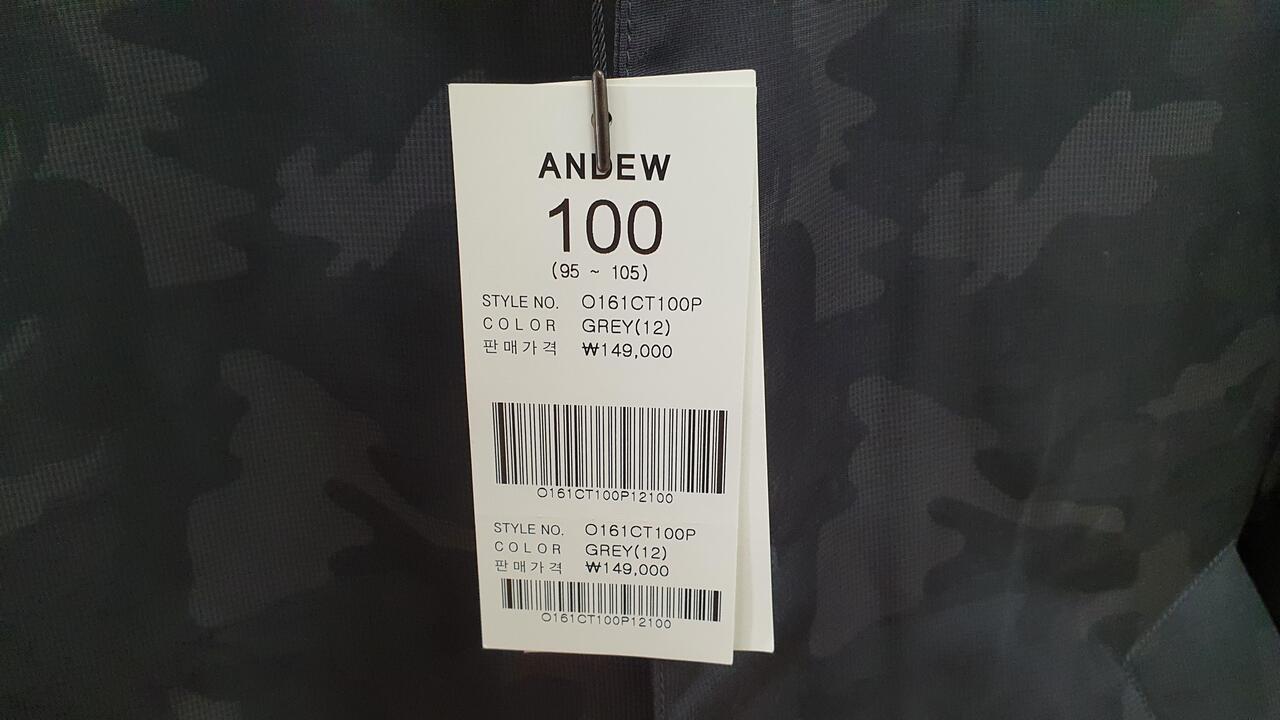 ANDEW
100
(95 ~ 105)
STYLE NO. O161CT100P
COLOR GREY(12)
판매가격 ₩149,000
O161CT100P12100
STYLE NO. O161CT100P
COLOR GREY(12)
판매가격 ₩149,000
O161CT100P12100